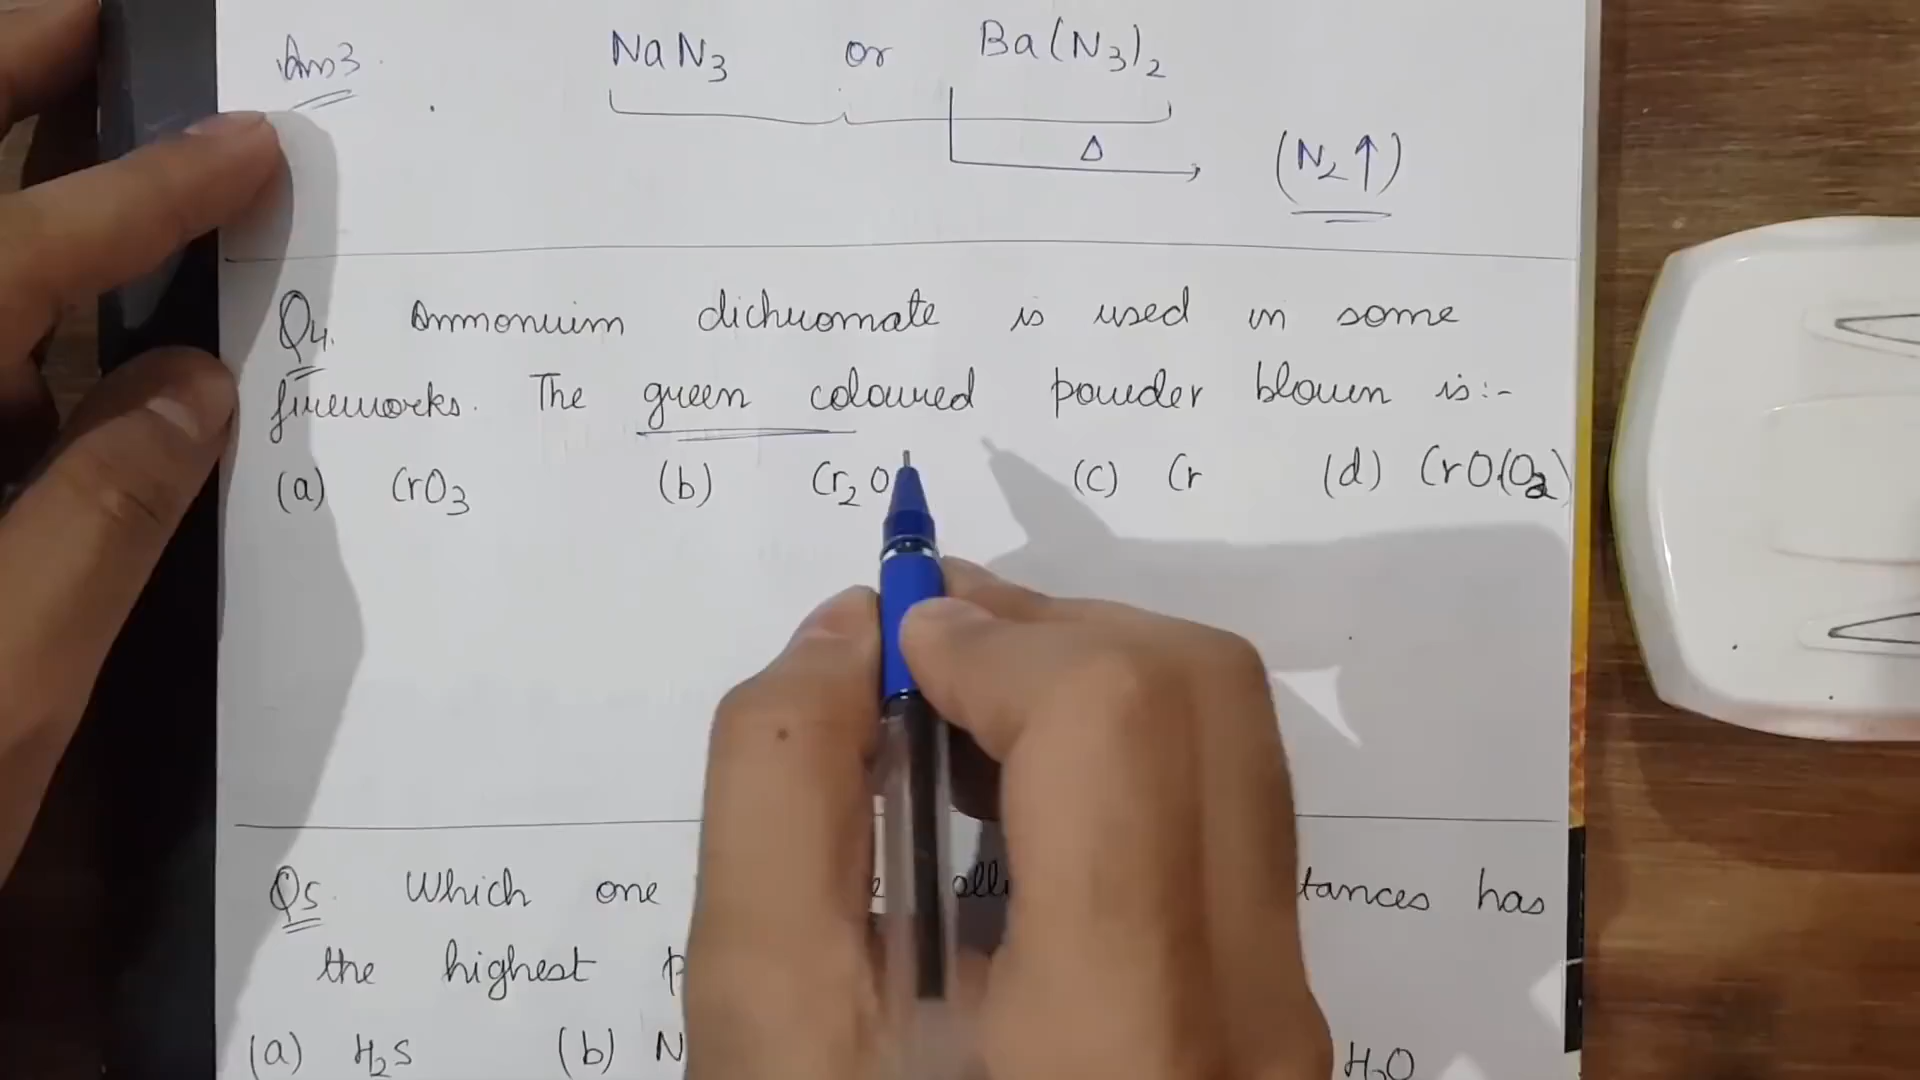 Ans3. NaN3 or Ba(N3)2
Δ
(N2↑)
Q4. Ammonium dichromate is used in some
fireworks. The green coloured powder blown is:-
(a) CrO3 (b) Cr2O (c) Cr (d) CrO(O2)
Q5. Which one tances has
the highest
(a) H2S (b) N H2O